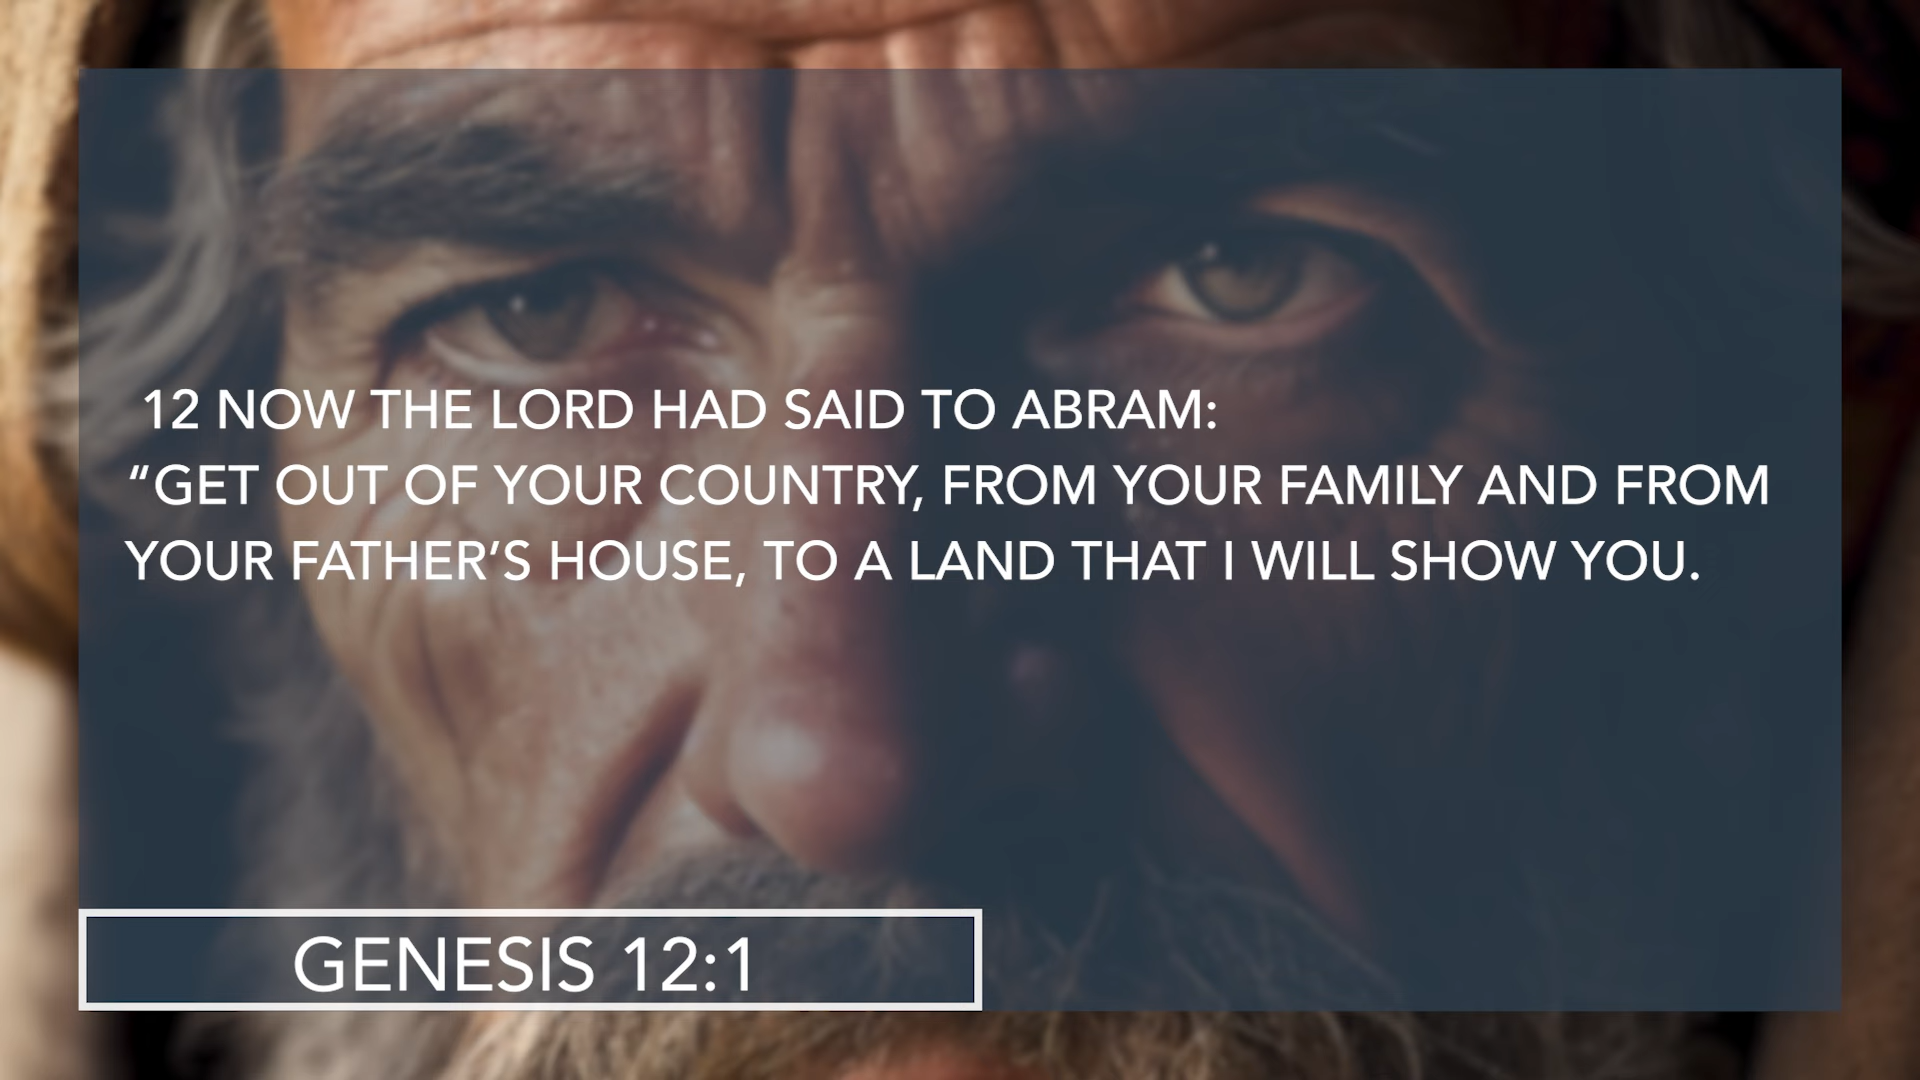 12 NOW THE LORD HAD SAID TO ABRAM:
“GET OUT OF YOUR COUNTRY, FROM YOUR FAMILY AND FROM
YOUR FATHER’S HOUSE, TO A LAND THAT I WILL SHOW YOU.
GENESIS 12:1